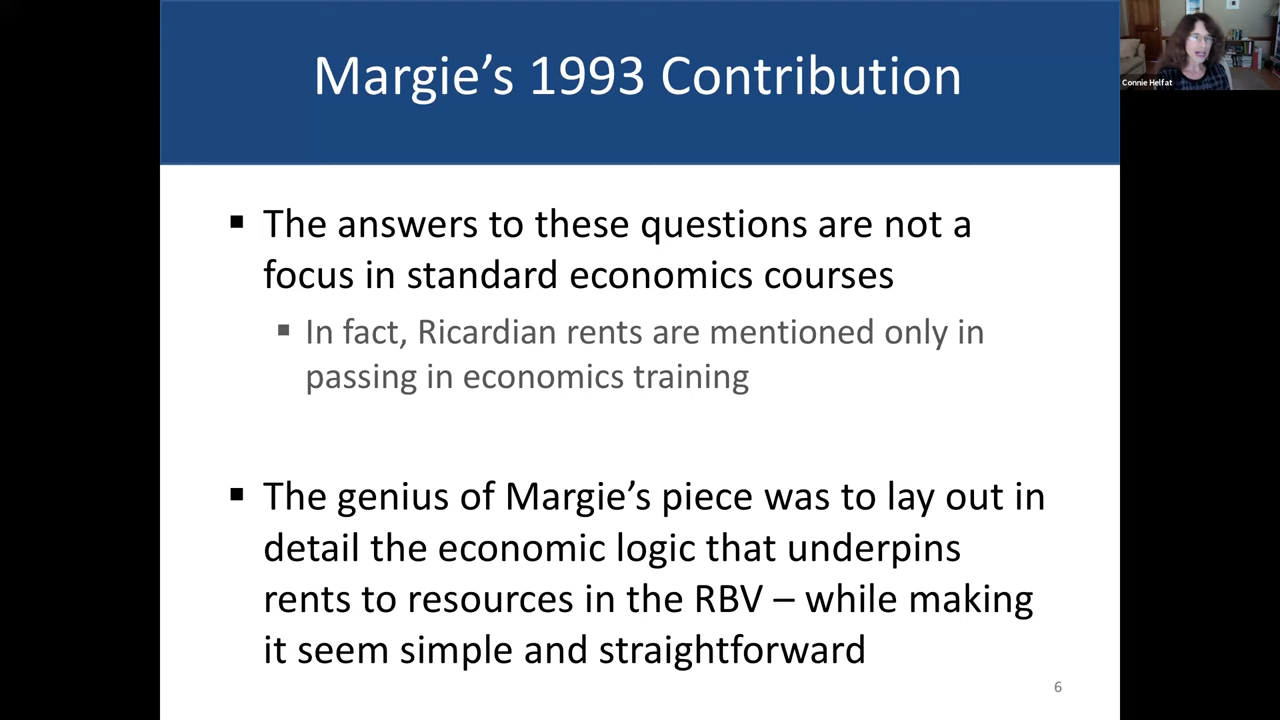 Margie’s 1993 Contribution
Connie Helfat
▪ The answers to these questions are not a
focus in standard economics courses
▪ In fact, Ricardian rents are mentioned only in
passing in economics training
▪ The genius of Margie’s piece was to lay out in
detail the economic logic that underpins
rents to resources in the RBV – while making
it seem simple and straightforward
6